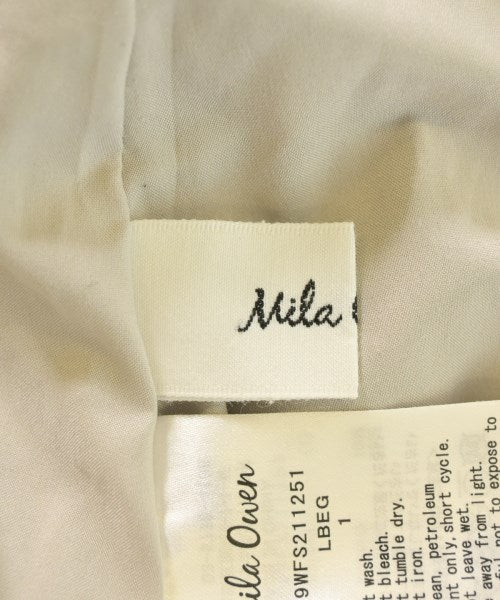 Mila
ila Owen
9WFS211251
LBEG
1
t wash.
t bleach.
t tumble dry.
t iron.
ean, petroleum
nt only, short cycle.
t leave wet.
away from light.
ful not to expose to